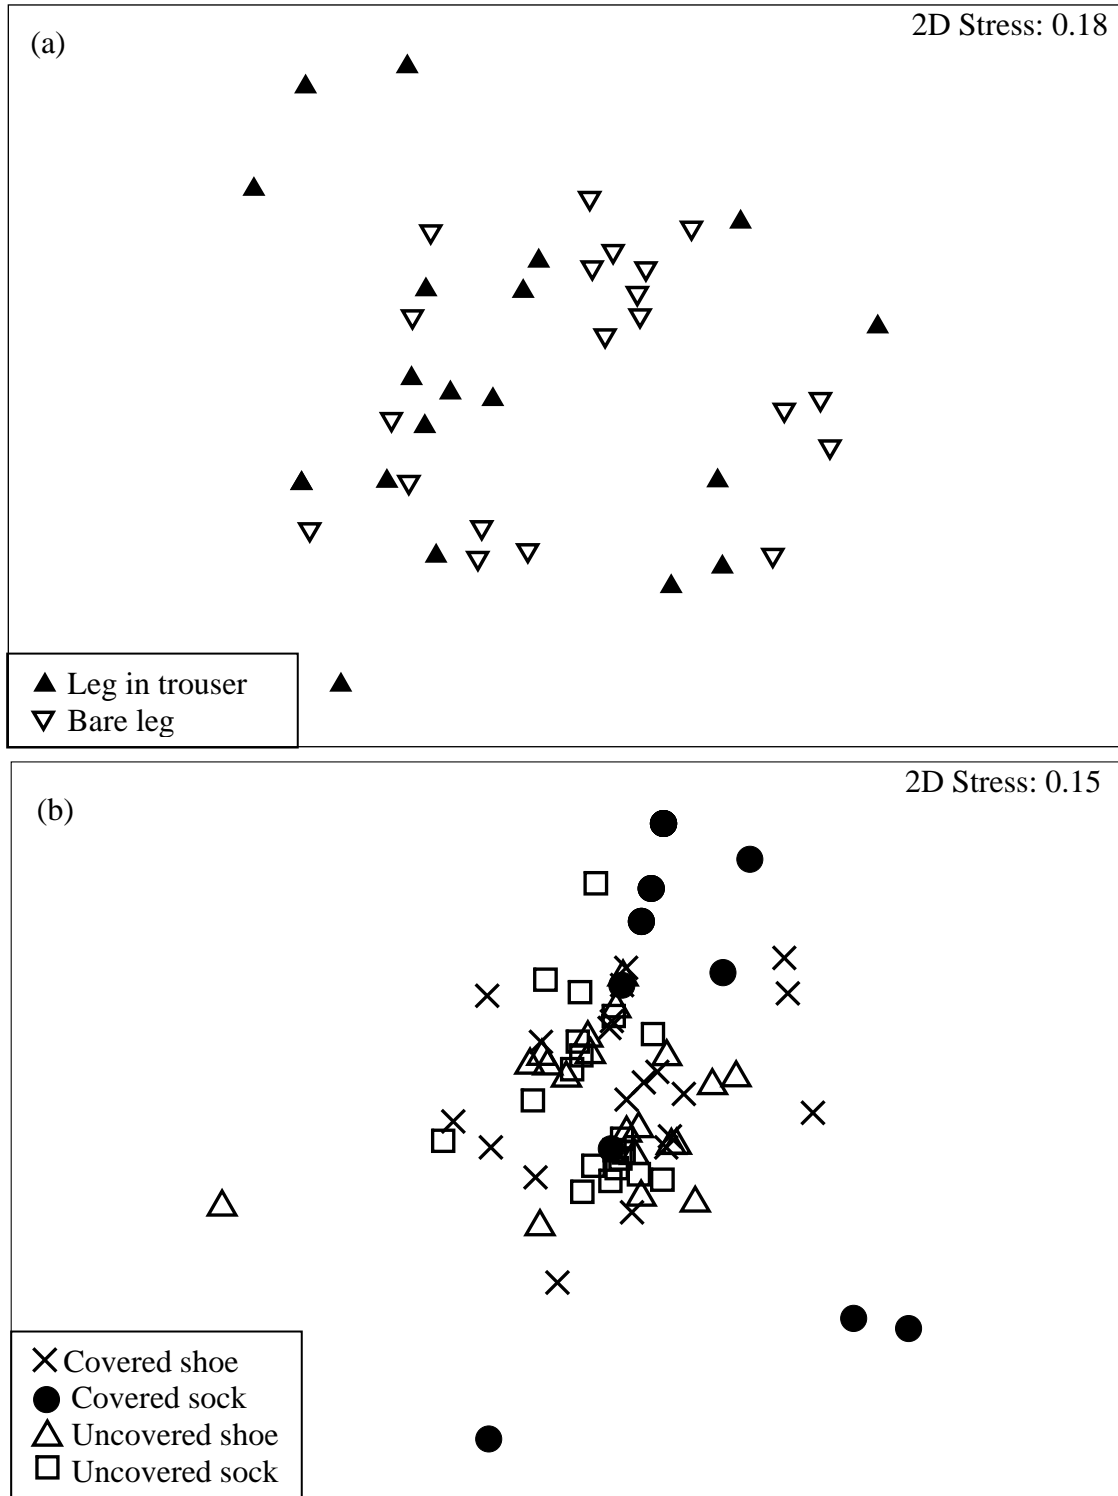 (a)
2D Stress: 0.18
Leg in trouser
Bare leg
(b)
2D Stress: 0.15
Covered shoe
Covered sock
Uncovered shoe
Uncovered sock